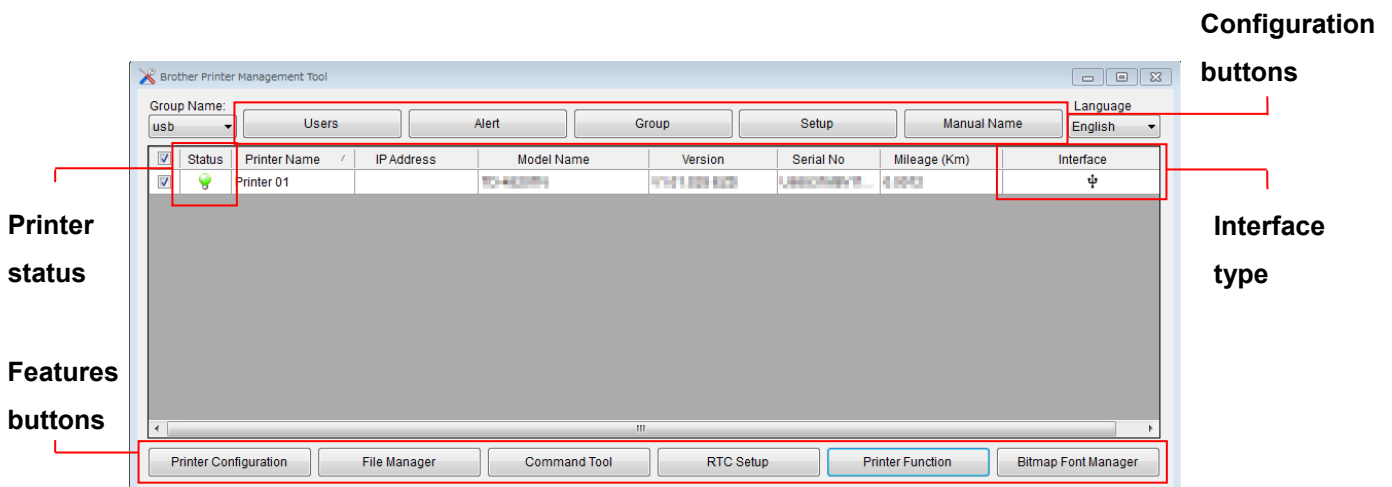 Configuration
buttons
Brother Printer Management Tool
Group Name:
Language
usb
Users
Alert
Group
Setup
Manual Name
English
Status
Printer Name
IP Address
Model Name
Version
Serial No
Mileage (Km)
Interface
Printer 01
Printer
status
Interface
type
Features
buttons
Printer Configuration
File Manager
Command Tool
RTC Setup
Printer Function
Bitmap Font Manager